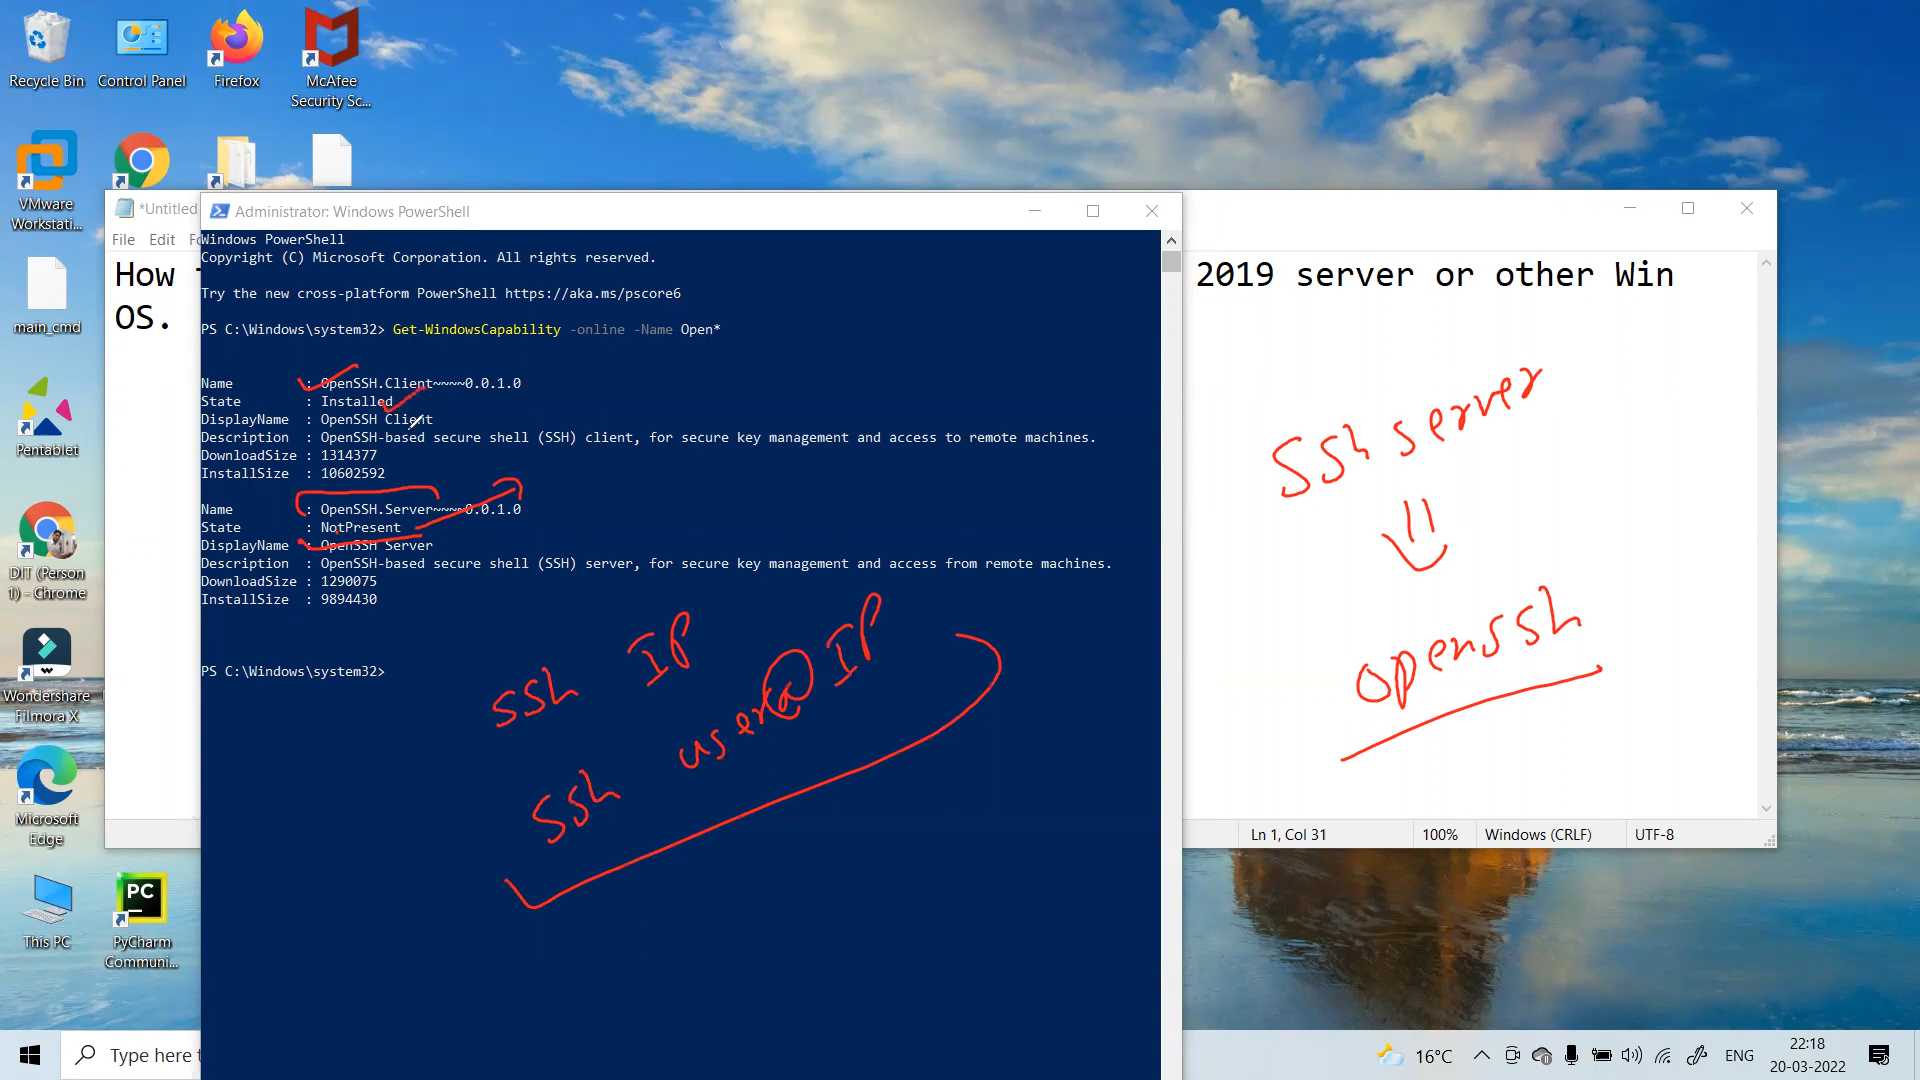 Recycle Bin
Control Panel
Firefox
McAfee
Security Sc...
VMware
Workstati...
main_cmd
Pentablet
DIT (Person
1) - Chrome
Wondershare
Filmora X
Microsoft
Edge
This PC
PC
PyCharm
Communi...
*Untitled
File Edit
How
OS.
2019 server or other Win
Administrator: Windows PowerShell
Windows PowerShell
Copyright (C) Microsoft Corporation. All rights reserved.
Try the new cross-platform PowerShell https://aka.ms/pscore6
PS C:\Windows\system32> Get-WindowsCapability -online -Name Open*
Name : OpenSSH.Client~~~~0.0.1.0
State : Installed
DisplayName : OpenSSH Client
Description : OpenSSH-based secure shell (SSH) client, for secure key management and access to remote machines.
DownloadSize : 1314377
InstallSize : 10602592
Name : OpenSSH.Server~~~~0.0.1.0
State : NotPresent
DisplayName : OpenSSH Server
Description : OpenSSH-based secure shell (SSH) server, for secure key management and access from remote machines.
DownloadSize : 1290075
InstallSize : 9894430
PS C:\Windows\system32>
ssh IP
ssh user@IP
SSh server
openSSh
Ln 1, Col 31 100% Windows (CRLF) UTF-8
Type here t
16°C
ENG
22:18
20-03-2022